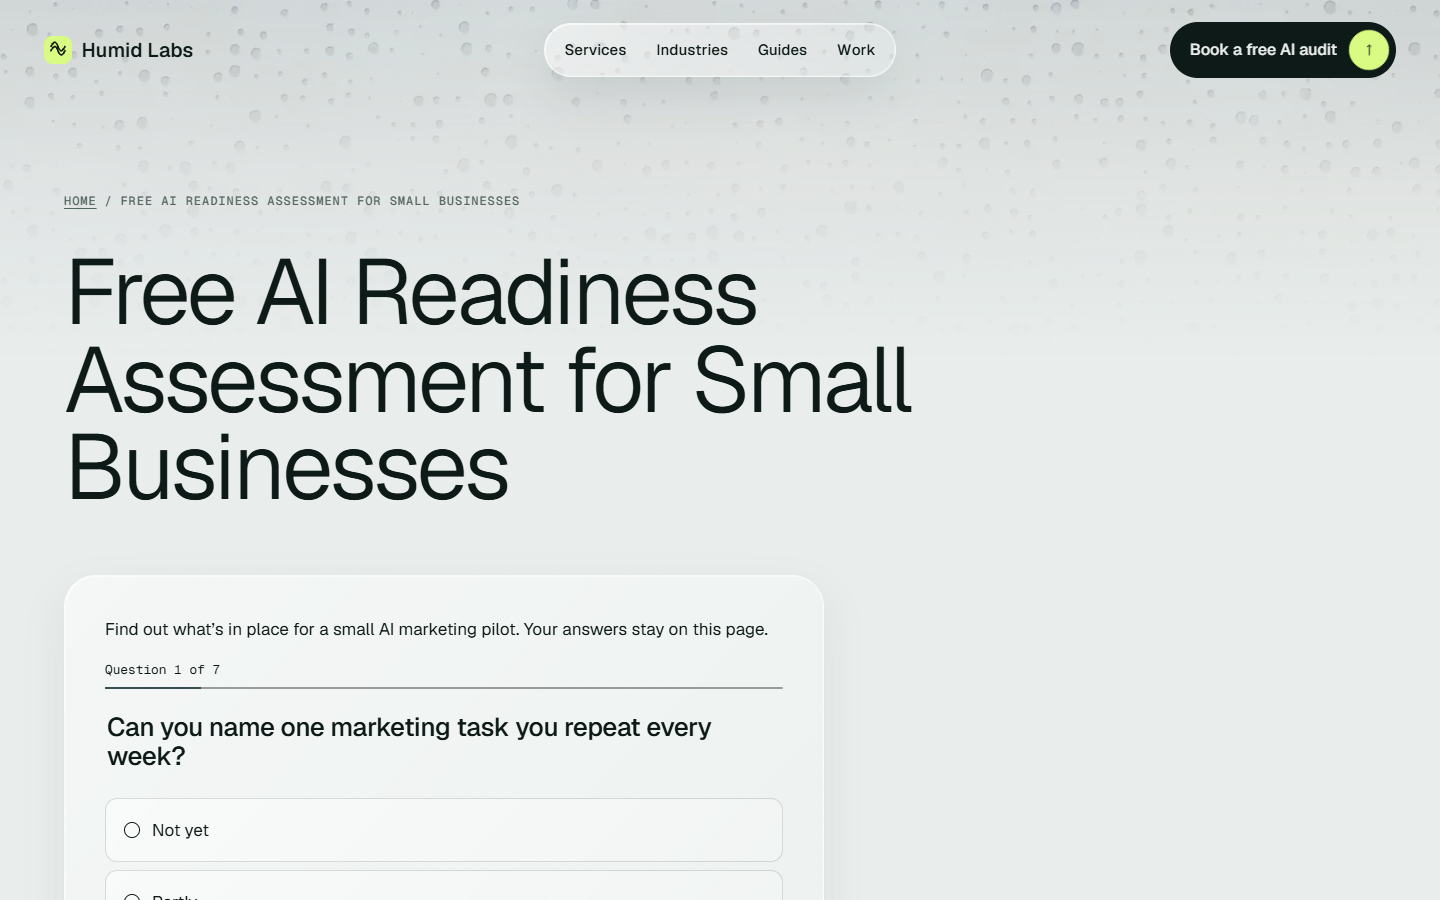 Humid Labs
Services Industries Guides Work
Book a free AI audit ↑
HOME / FREE AI READINESS ASSESSMENT FOR SMALL BUSINESSES
Free AI Readiness
Assessment for Small
Businesses
Find out what’s in place for a small AI marketing pilot. Your answers stay on this page.
Question 1 of 7
Can you name one marketing task you repeat every
week?
Not yet
Partly